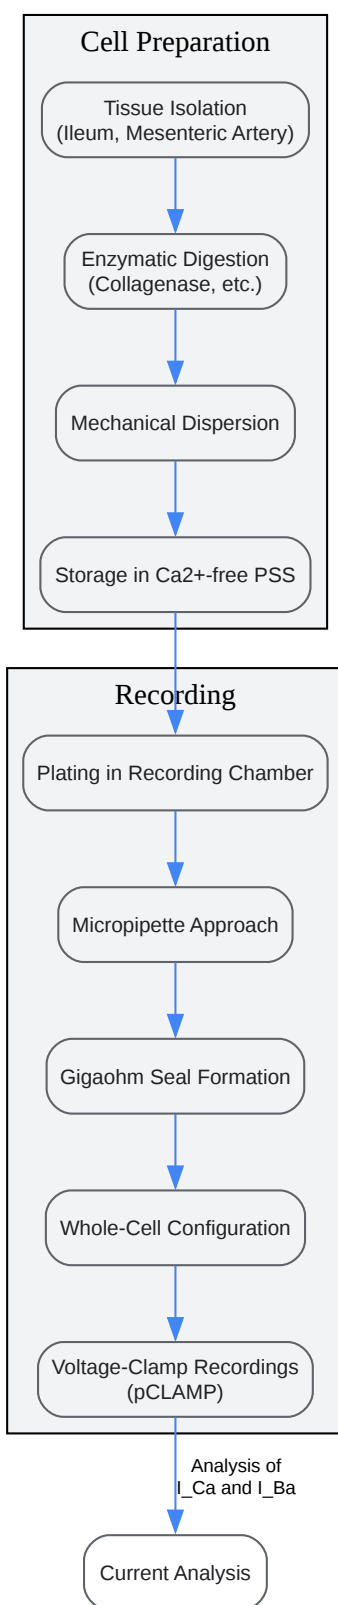 Cell Preparation
Tissue Isolation
(Ileum, Mesenteric Artery)
Enzymatic Digestion
(Collagenase, etc.)
Mechanical Dispersion
Storage in Ca2+-free PSS
Recording
Plating in Recording Chamber
Micropipette Approach
Gigaohm Seal Formation
Whole-Cell Configuration
Voltage-Clamp Recordings
(pCLAMP)
Analysis of
I_Ca and I_Ba
Current Analysis